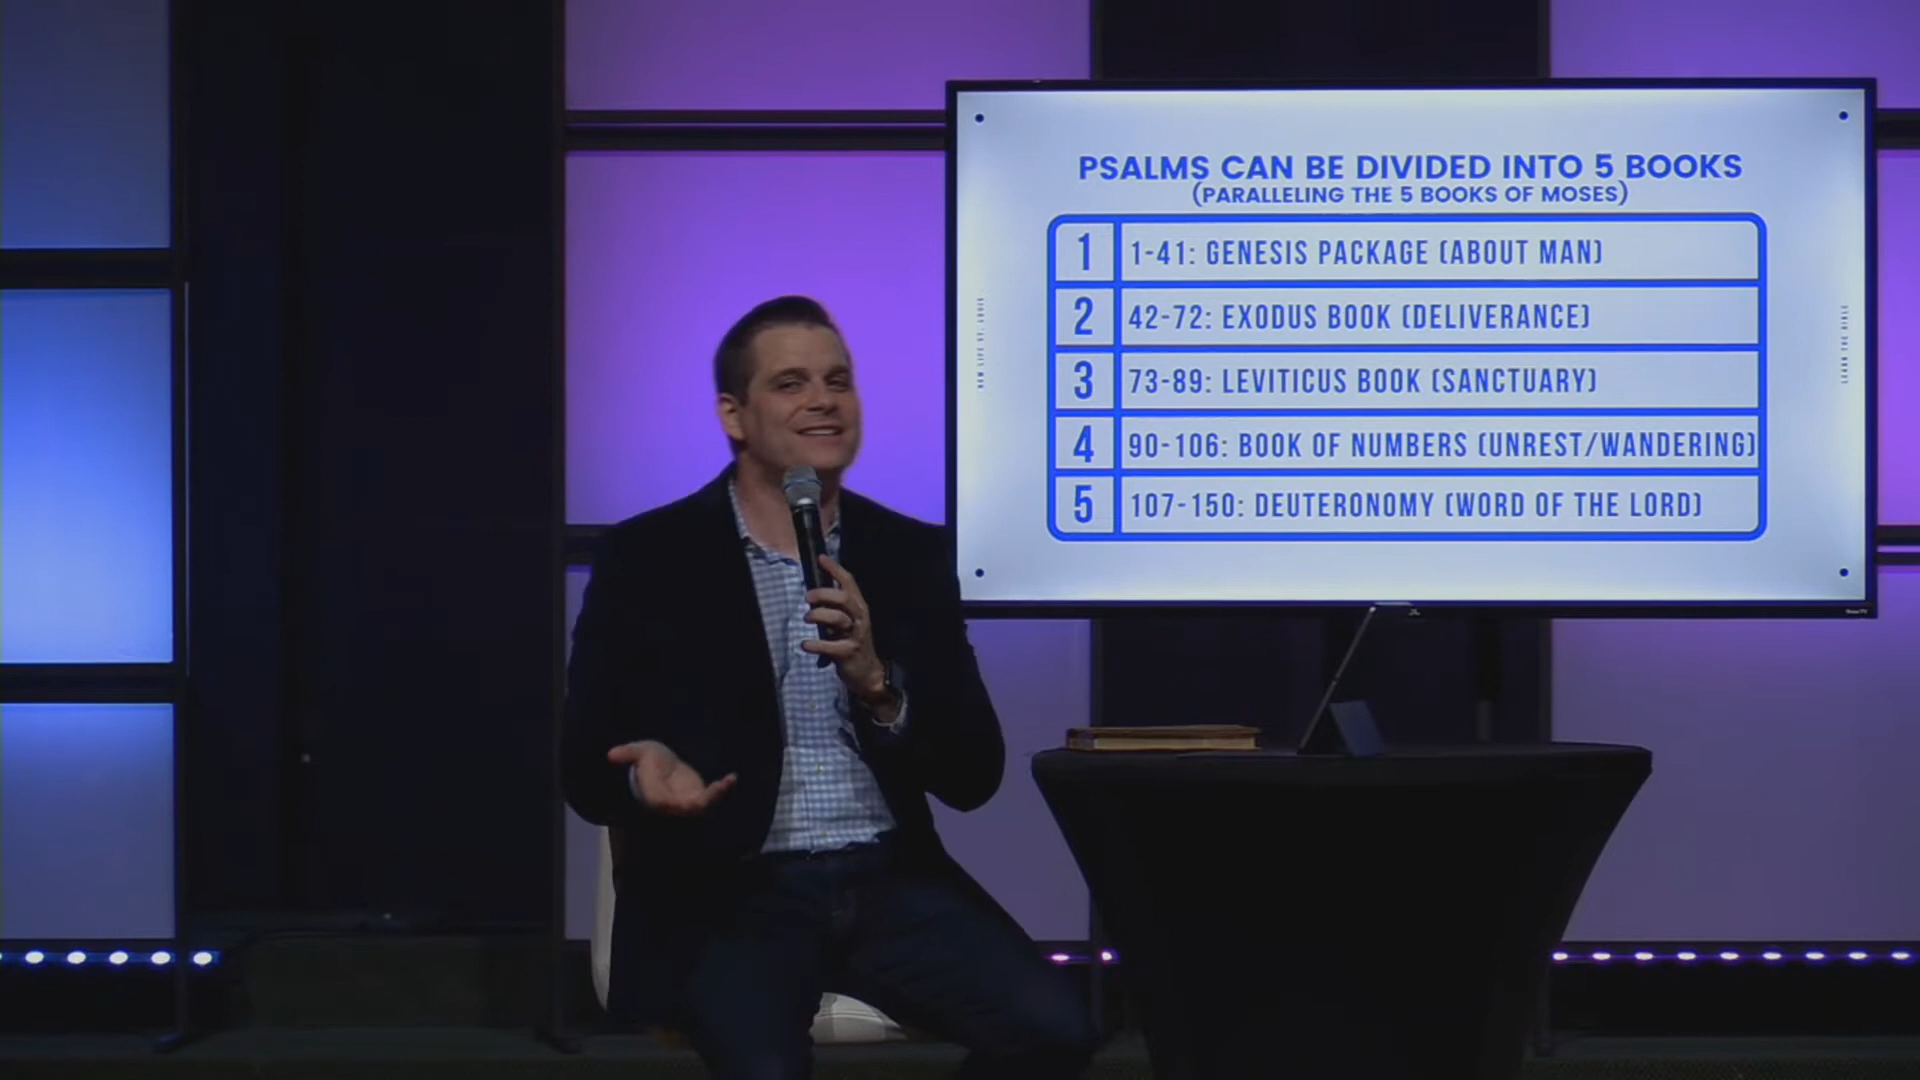 PSALMS CAN BE DIVIDED INTO 5 BOOKS
(PARALLELING THE 5 BOOKS OF MOSES)
1 1-41: GENESIS PACKAGE (ABOUT MAN)
2 42-72: EXODUS BOOK (DELIVERANCE)
3 73-89: LEVITICUS BOOK (SANCTUARY)
4 90-106: BOOK OF NUMBERS (UNREST/WANDERING)
5 107-150: DEUTERONOMY (WORD OF THE LORD)